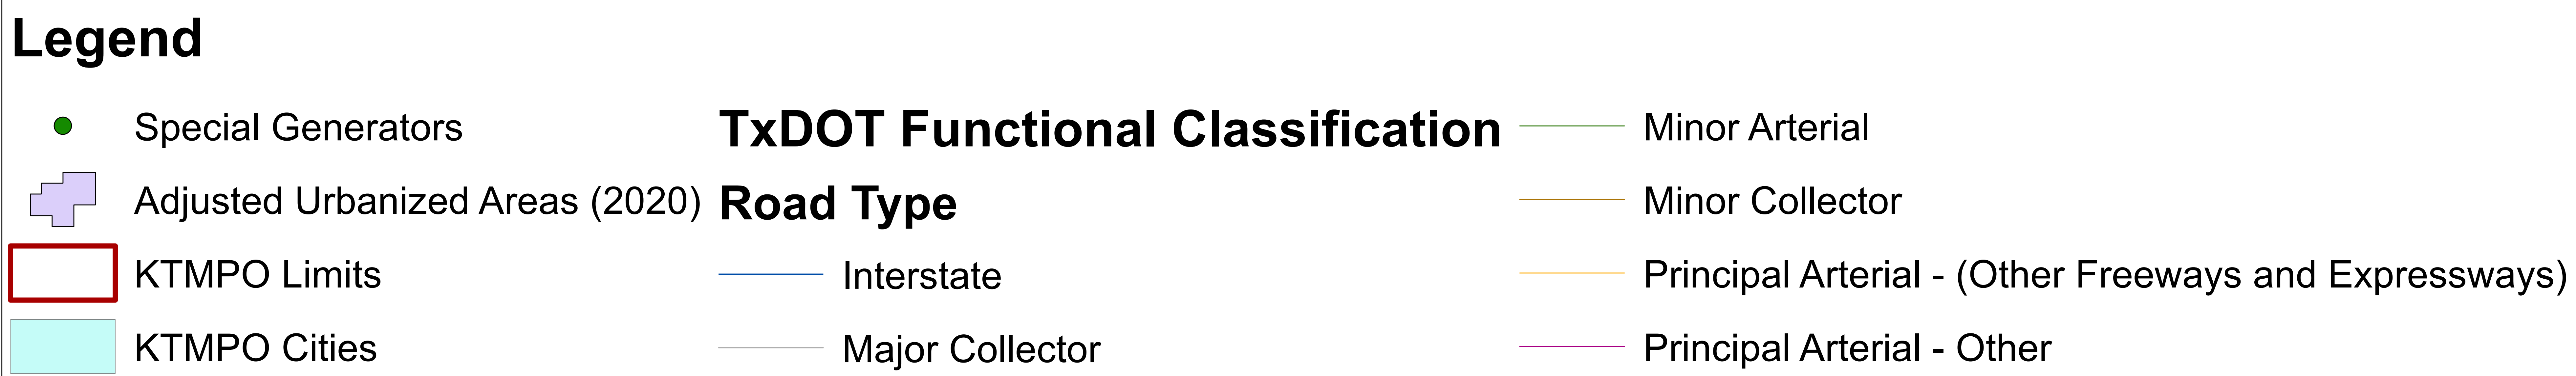 Legend
Special Generators
Adjusted Urbanized Areas (2020)
KTMPO Limits
KTMPO Cities
TxDOT Functional Classification
Road Type
Interstate
Major Collector
Minor Arterial
Minor Collector
Principal Arterial - (Other Freeways and Expressways)
Principal Arterial - Other